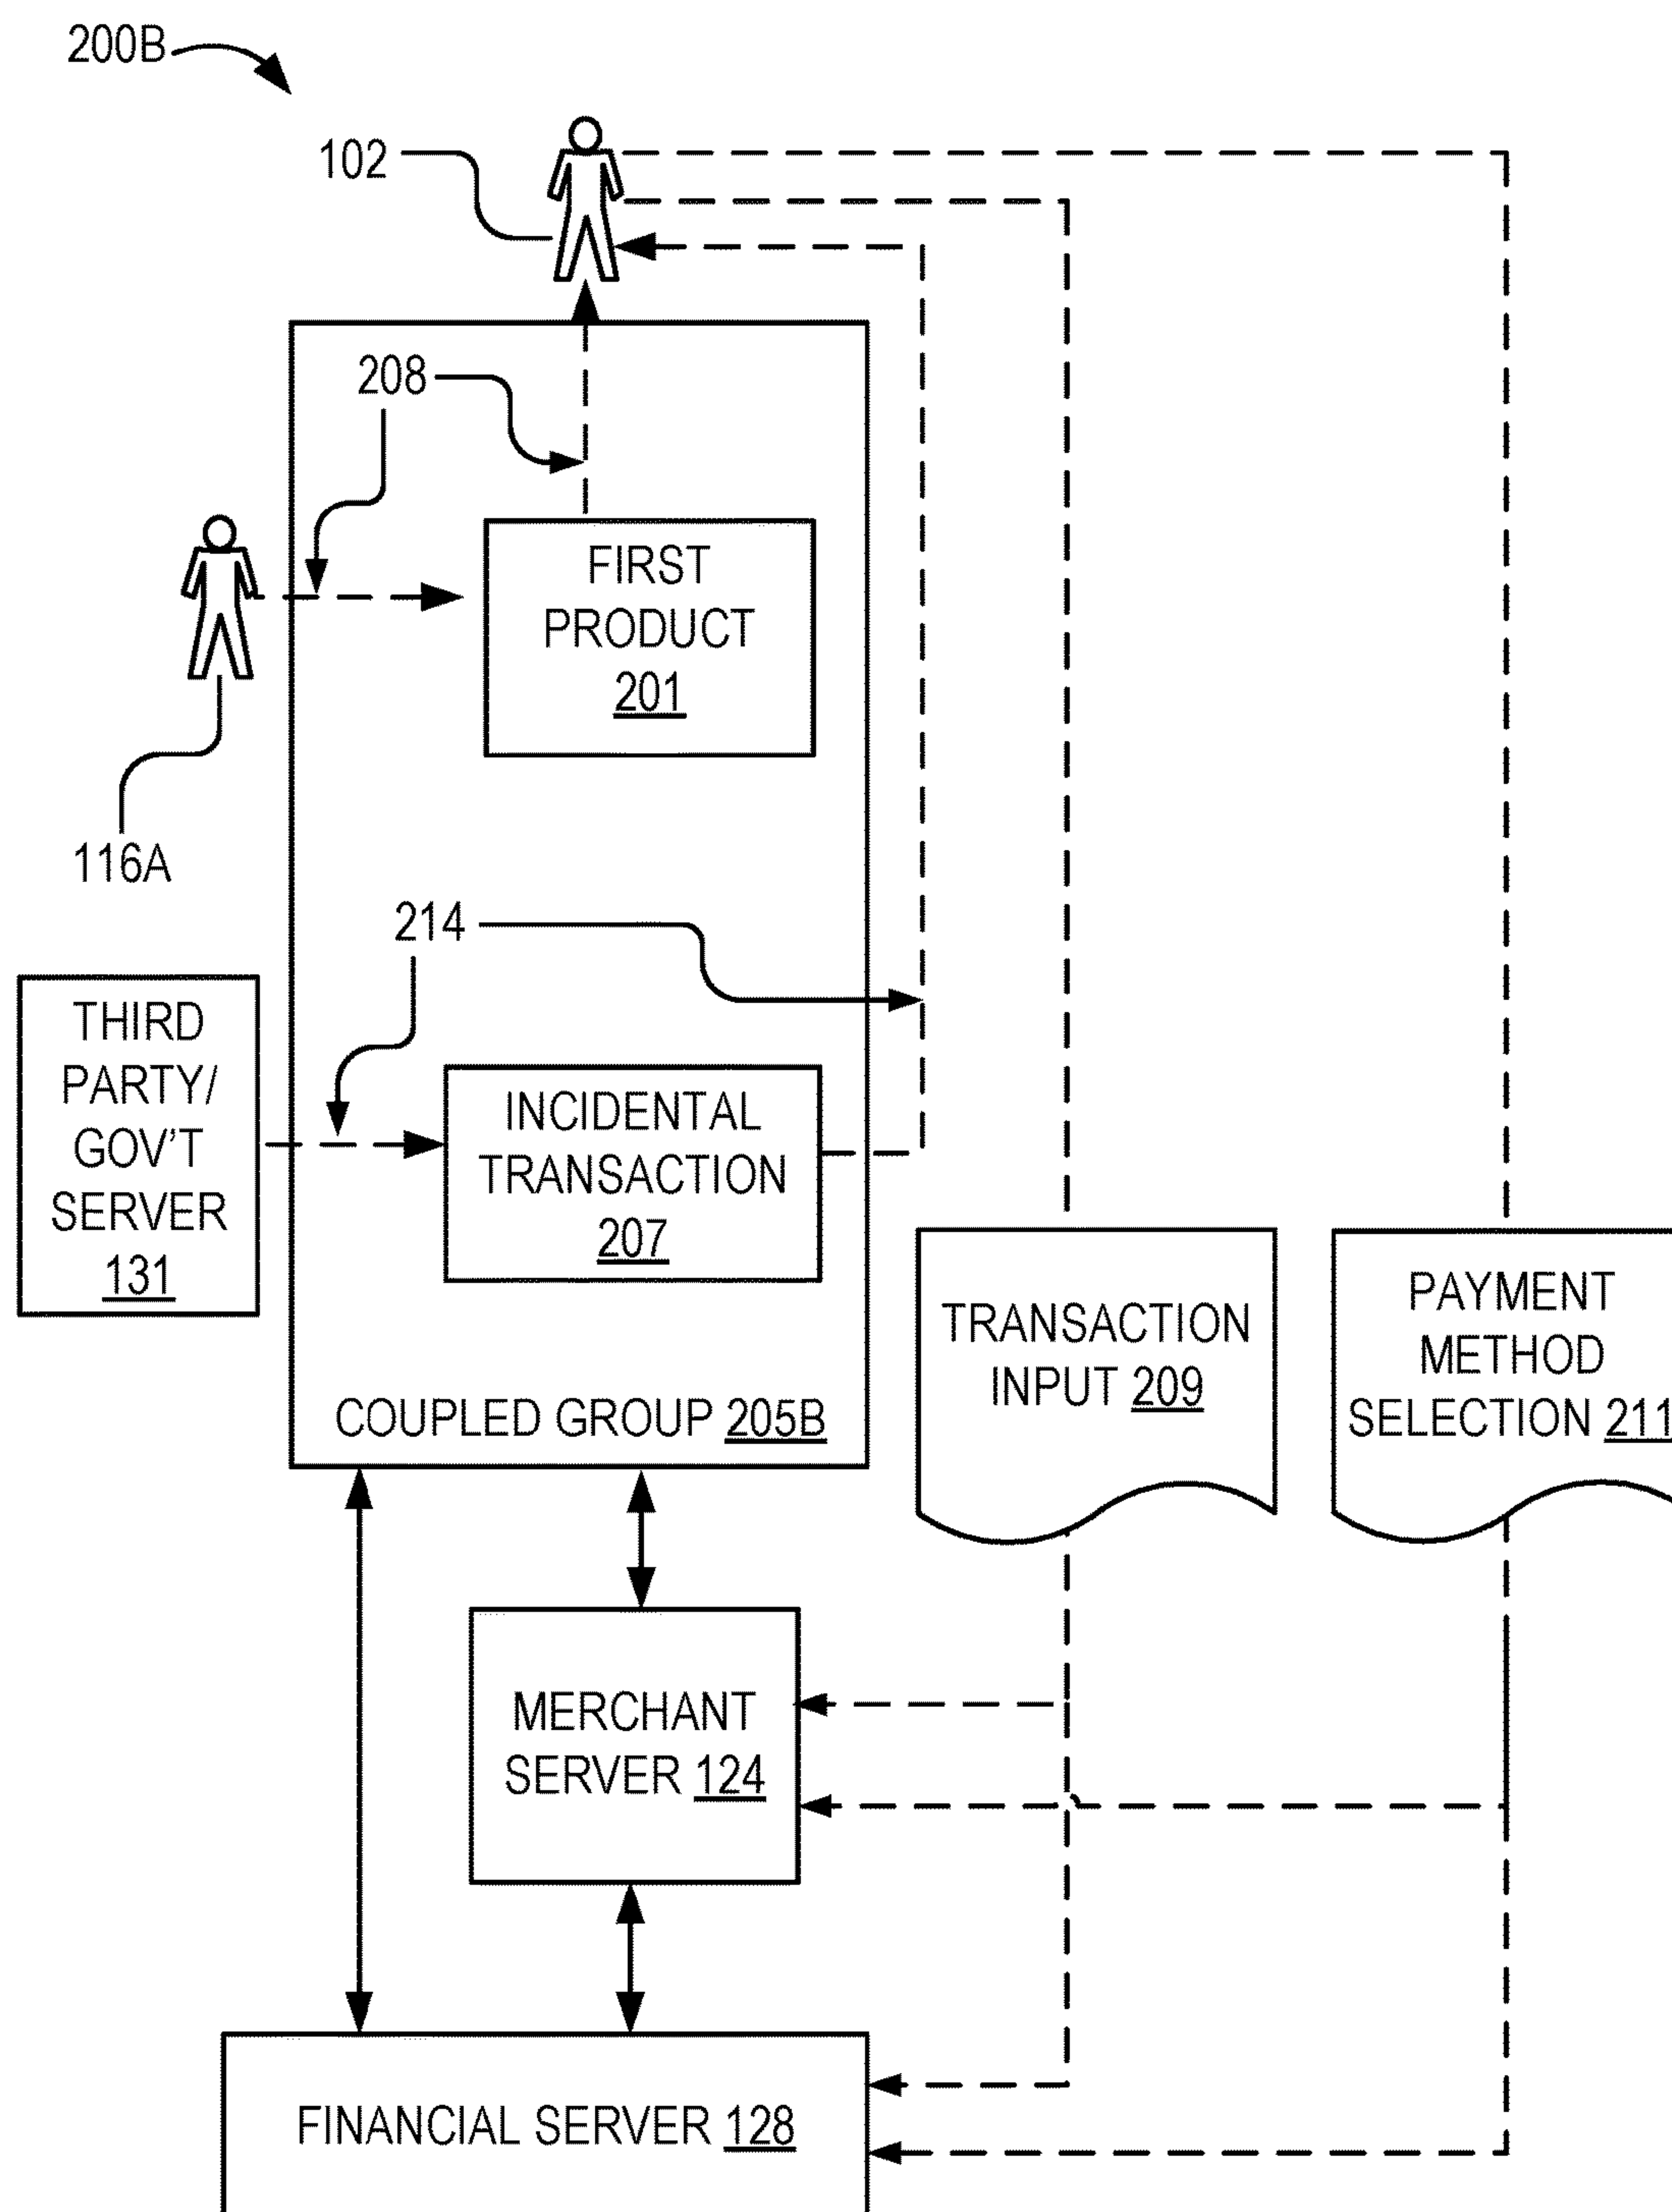 200B
102
208
FIRST
PRODUCT
201
116A
214
THIRD
PARTY/
GOV'T
SERVER
131
INCIDENTAL
TRANSACTION
207
COUPLED GROUP 205B
TRANSACTION
INPUT 209
PAYMENT
METHOD
SELECTION 211
MERCHANT
SERVER 124
FINANCIAL SERVER 128